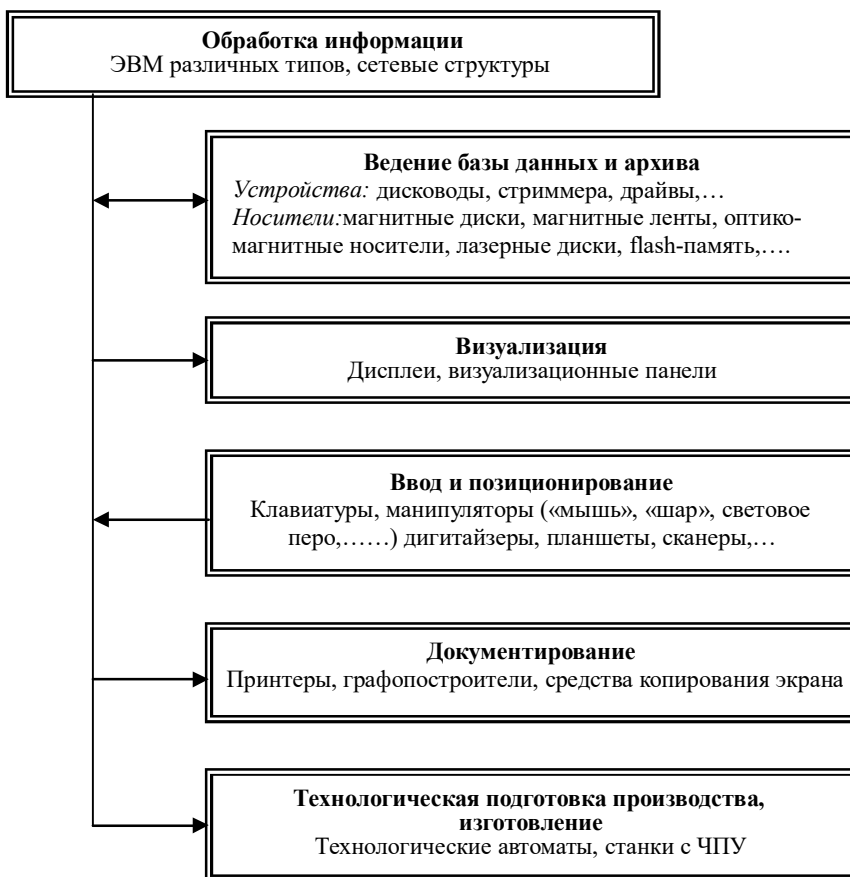 Обработка информации
ЭВМ различных типов, сетевые структуры
Ведение базы данных и архива
Устройства: дисководы, стриммера, драйвы,…
Носители:магнитные диски, магнитные ленты, оптико-
магнитные носители, лазерные диски, flash-память,….
Визуализация
Дисплеи, визуализационные панели
Ввод и позиционирование
Клавиатуры, манипуляторы («мышь», «шар», световое
перо,……) дигитайзеры, планшеты, сканеры,…
Документирование
Принтеры, графопостроители, средства копирования экрана
Технологическая подготовка производства,
изготовление
Технологические автоматы, станки с ЧПУ